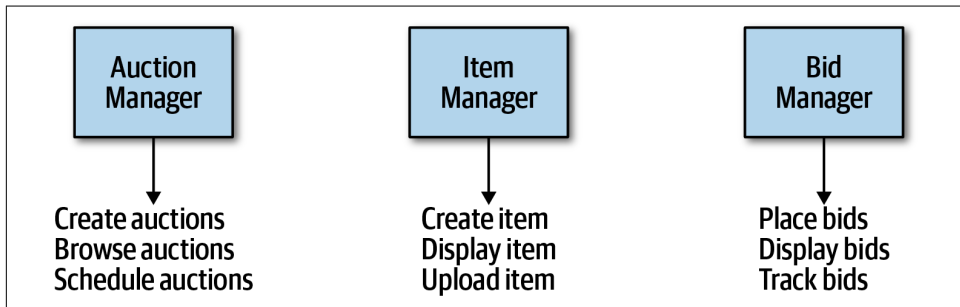 Auction
Manager
Create auctions
Browse auctions
Schedule auctions
Item
Manager
Create item
Display item
Upload item
Bid
Manager
Place bids
Display bids
Track bids